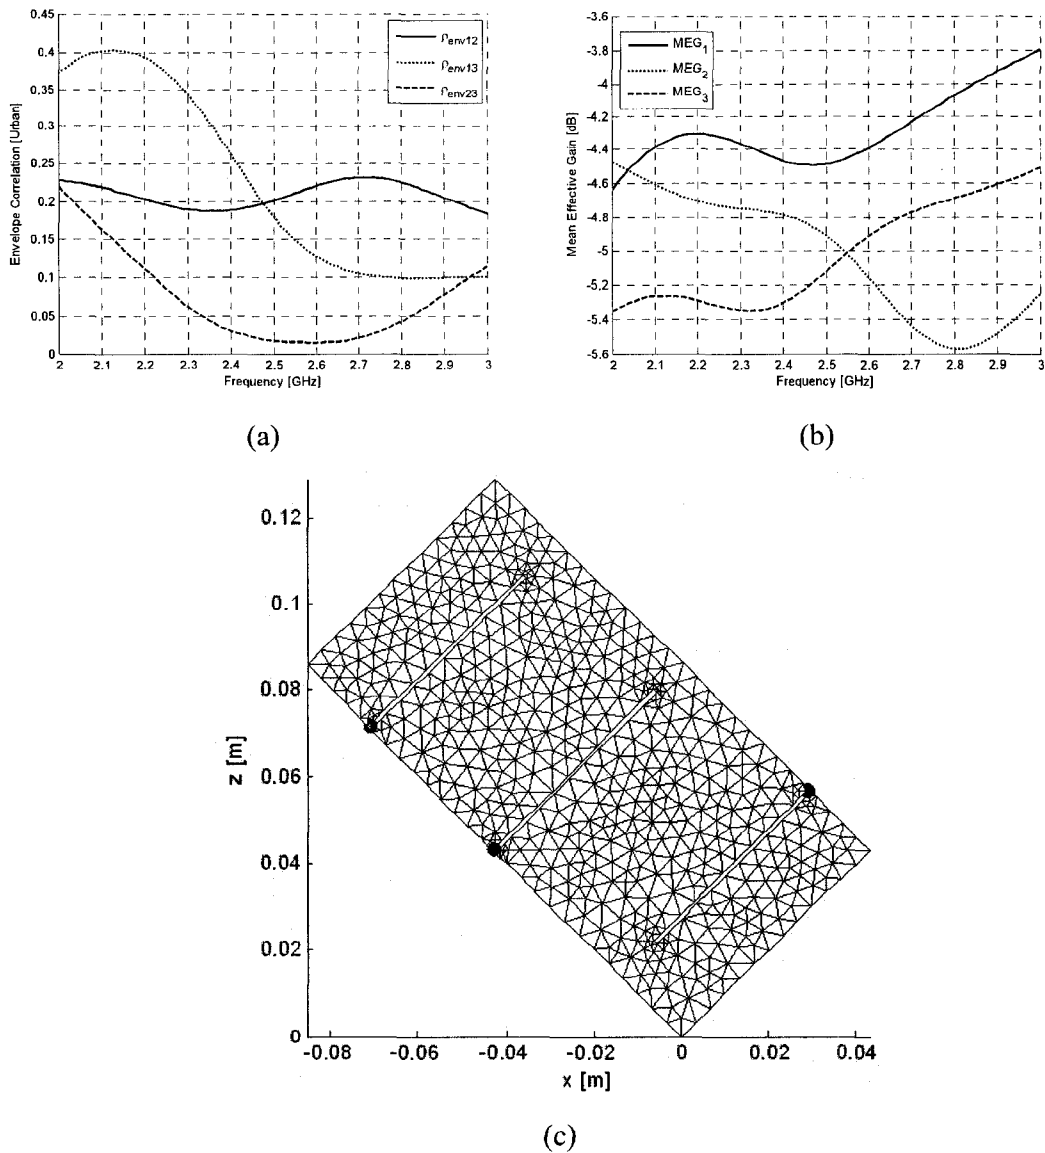 0.45
0.4
0.35
0.3
0.25
0.2
0.15
0.1
0.05
0
Envelope Correlation [Urban]
ρenv12
ρenv13
ρenv23
2 2.1 2.2 2.3 2.4 2.5 2.6 2.7 2.8 2.9 3
Frequency [GHz]
(a)
-3.6
-3.8
-4
-4.2
-4.4
-4.6
-4.8
-5
-5.2
-5.4
-5.6
Mean Effective Gain [dB]
MEG1
MEG2
MEG3
2 2.1 2.2 2.3 2.4 2.5 2.6 2.7 2.8 2.9 3
Frequency [GHz]
(b)
0.12
0.1
0.08
0.06
0.04
0.02
0
z [m]
-0.08 -0.06 -0.04 -0.02 0 0.02 0.04
x [m]
(c)